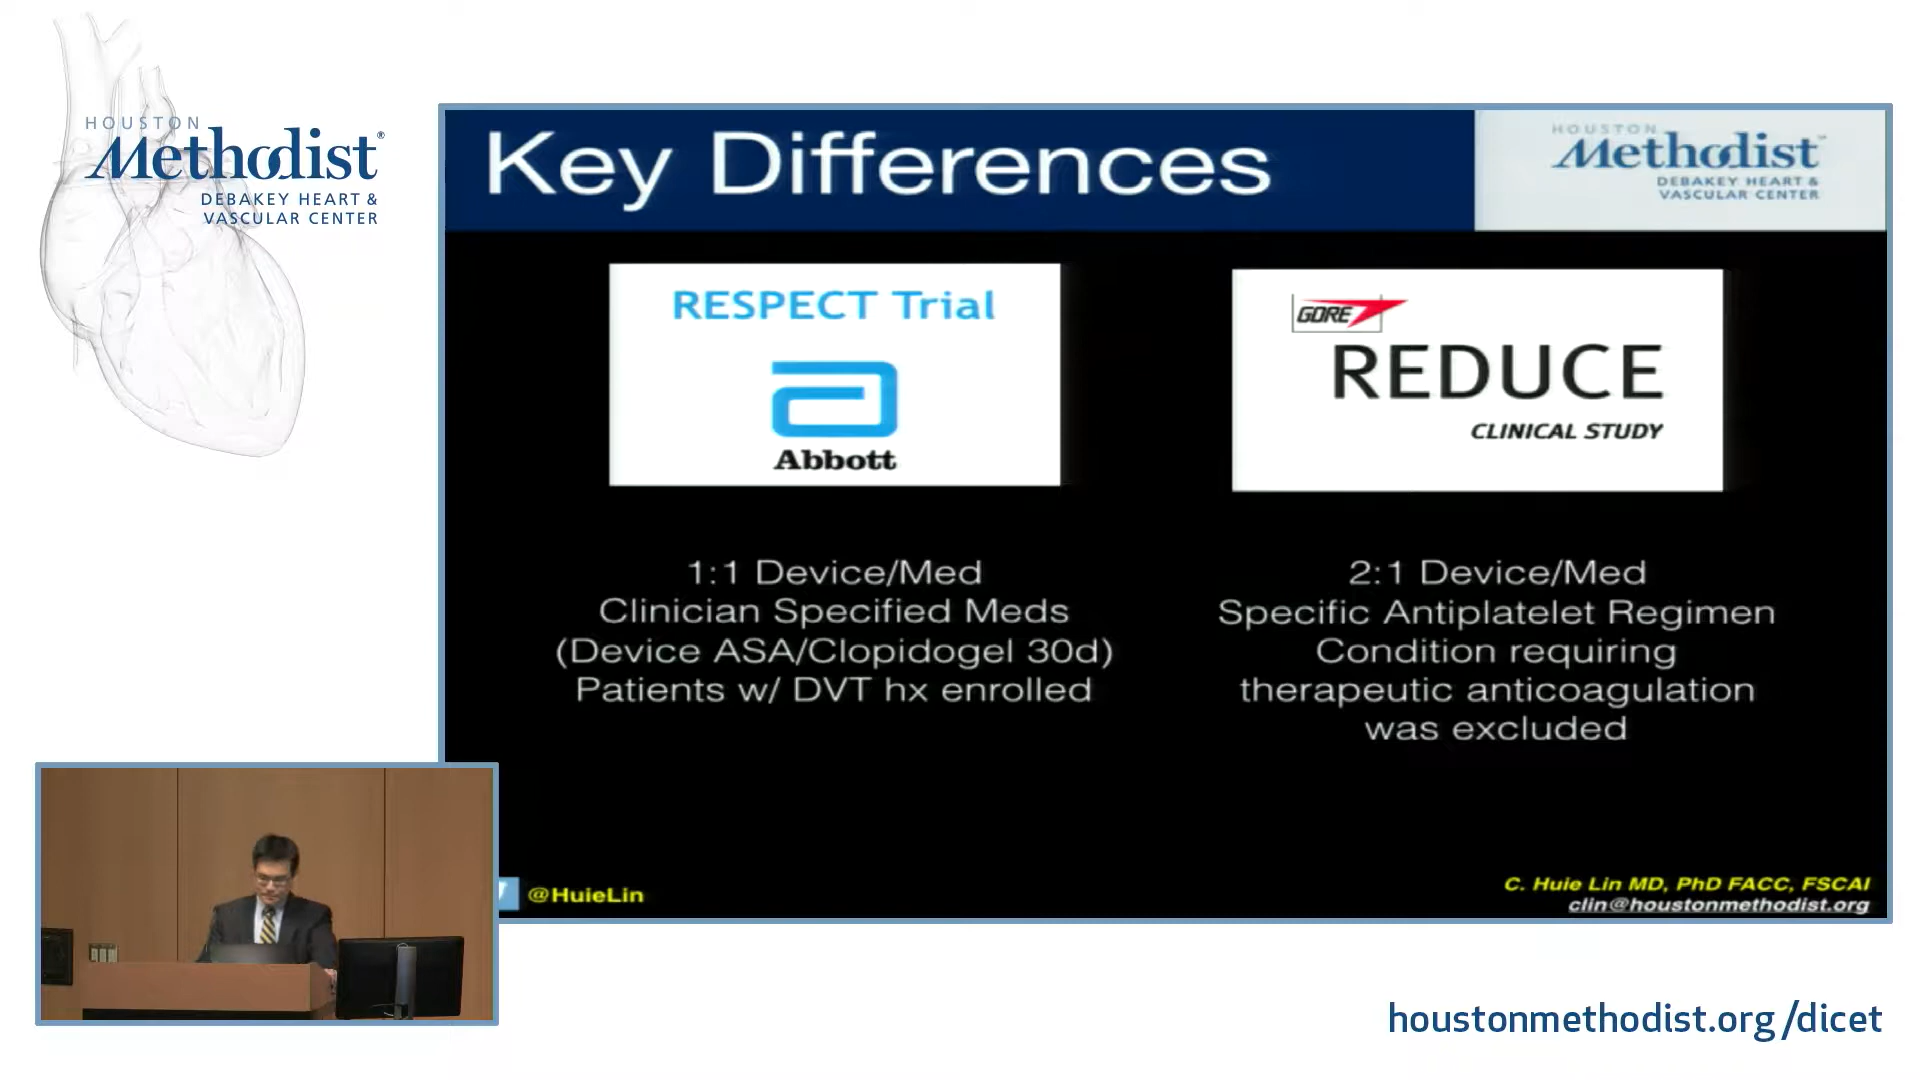 HOUSTON
Methodist®
DEBAKEY HEART &
VASCULAR CENTER
Key Differences
HOUSTON
Methodist™
DEBAKEY HEART &
VASCULAR CENTER
RESPECT Trial
a
Abbott
1:1 Device/Med
Clinician Specified Meds
(Device ASA/Clopidogel 30d)
Patients w/ DVT hx enrolled
GORE
REDUCE
CLINICAL STUDY
2:1 Device/Med
Specific Antiplatelet Regimen
Condition requiring
therapeutic anticoagulation
was excluded
@HuieLin
C. Huie Lin MD, PhD FACC, FSCAI
clin@houstonmethodist.org
houstonmethodist.org/dicet